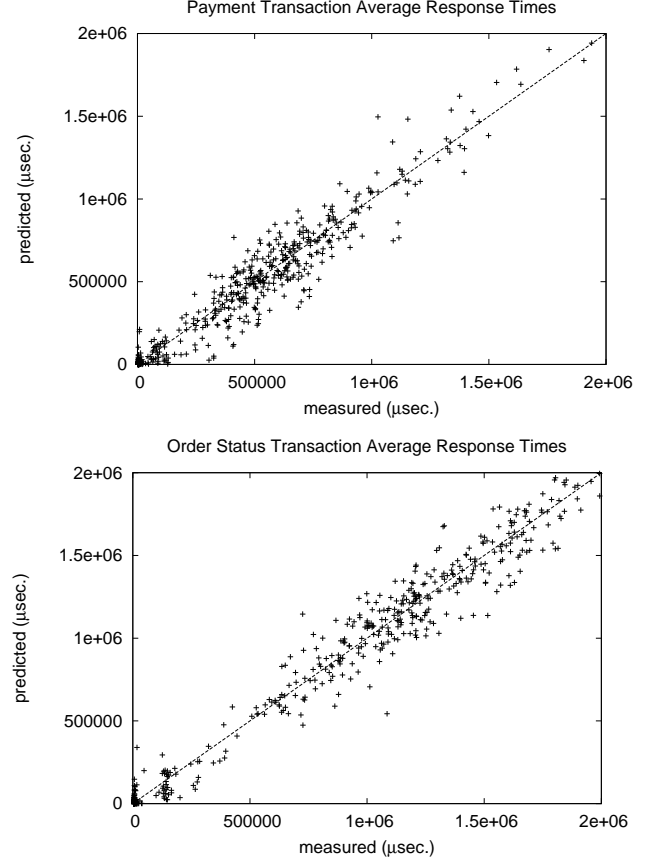 Payment Transaction Average Response Times
2e+06
1.5e+06
1e+06
500000
0
predicted (μsec.)
0 500000 1e+06 1.5e+06 2e+06
measured (μsec.)
Order Status Transaction Average Response Times
2e+06
1.5e+06
1e+06
500000
0
predicted (μsec.)
0 500000 1e+06 1.5e+06 2e+06
measured (μsec.)